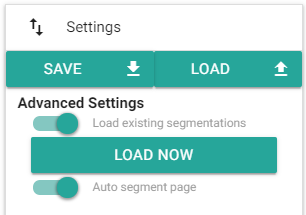 Settings
SAVE LOAD
Advanced Settings
Load existing segmentations
LOAD NOW
Auto segment page